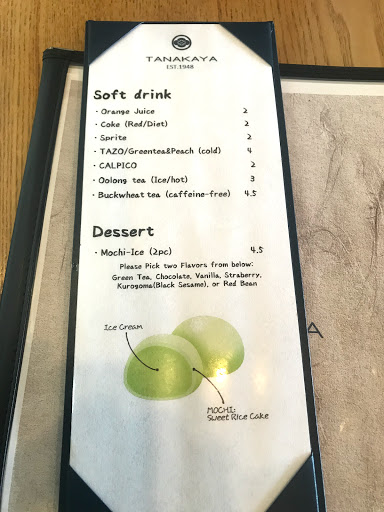 TANAKAYA
EST.1948
Soft drink
· Orange Juice 2
· Coke (Red/Diet) 2
· Sprite 2
· TAZO/Greentea&Peach (cold) 4
· CALPICO 2
· Oolong tea (Ice/hot) 3
· Buckwheat tea (caffeine-free) 4.5
Dessert
· Mochi-Ice (2pc) 4.5
Please Pick two Flavors from below:
Green Tea, Chocolate, Vanilla, Straberry,
Kurogoma(Black Sesame), or Red Bean
Ice Cream
MOCHI:
Sweet Rice Cake
A